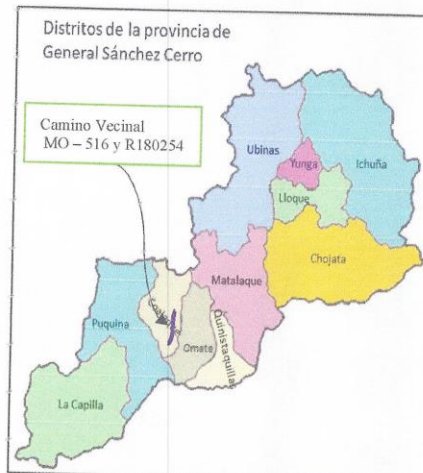 Distritos de la provincia de
General Sánchez Cerro
Camino Vecinal
MO – 516 y R180254
Ubinas
Yunga
Ichuña
Lloque
Chojata
Matalaque
Puquina
Omate
Quinistaquillas
La Capilla